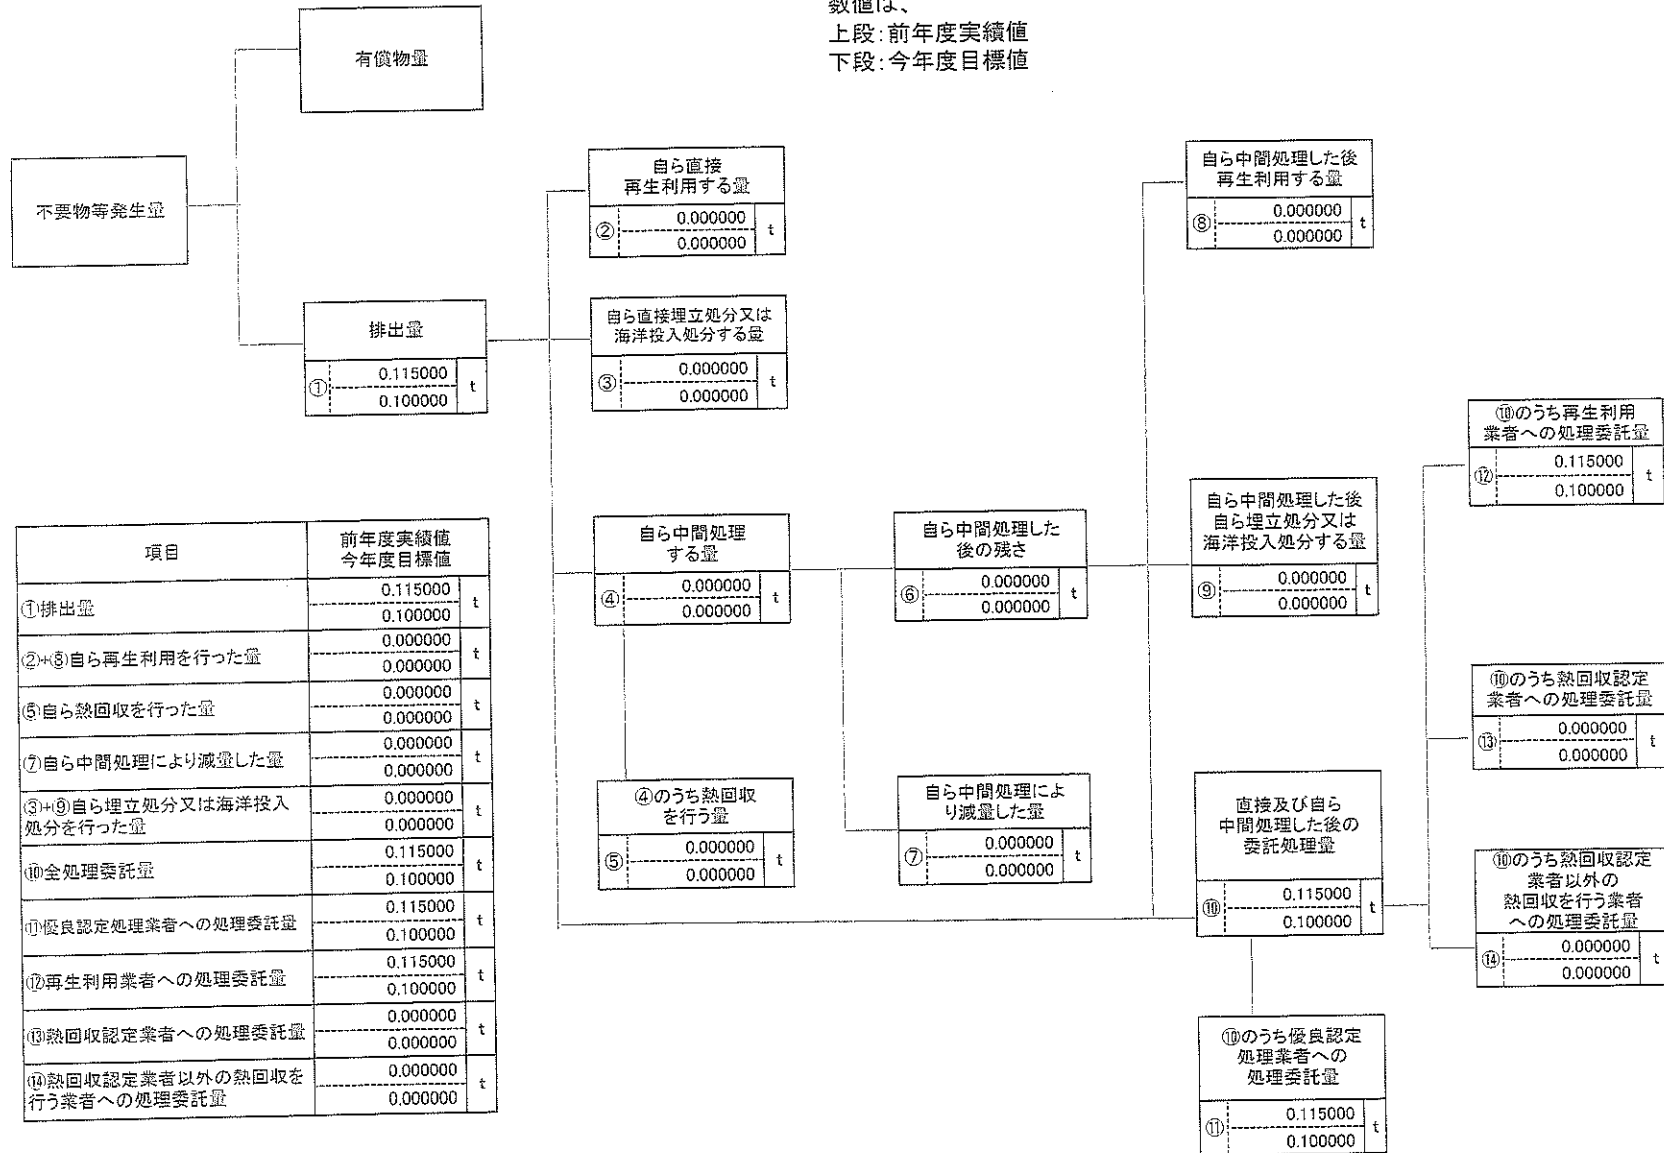 数値は、
上段:前年度実績値
下段:今年度目標値
有償物量
不要物等発生量
排出量
① 0.115000 t
0.100000
自ら直接
再生利用する量
② 0.000000 t
0.000000
自ら直接埋立処分又は
海洋投入処分する量
③ 0.000000 t
0.000000
自ら中間処理
する量
④ 0.000000 t
0.000000
④のうち熱回収
を行う量
⑤ 0.000000 t
0.000000
自ら中間処理した
後の残さ
⑥ 0.000000 t
0.000000
自ら中間処理によ
り減量した量
⑦ 0.000000 t
0.000000
自ら中間処理した後
再生利用する量
⑧ 0.000000 t
0.000000
自ら中間処理した後
自ら埋立処分又は
海洋投入処分する量
⑨ 0.000000 t
0.000000
直接及び自ら
中間処理した後の
委託処理量
⑩ 0.115000 t
0.100000
⑩のうち優良認定
処理業者への
処理委託量
⑪ 0.115000 t
0.100000
⑩のうち再生利用
業者への処理委託量
⑫ 0.115000 t
0.100000
⑩のうち熱回収認定
業者への処理委託量
⑬ 0.000000 t
0.000000
⑩のうち熱回収認定
業者以外の
熱回収を行う業者
への処理委託量
⑭ 0.000000 t
0.000000
項目 前年度実績値
今年度目標値
①排出量 0.115000 t
0.100000
②+⑧自ら再生利用を行った量 0.000000 t
0.000000
⑤自ら熱回収を行った量 0.000000 t
0.000000
⑦自ら中間処理により減量した量 0.000000 t
0.000000
③+⑨自ら埋立処分又は海洋投入 0.000000 t
処分を行った量 0.000000
⑩全処理委託量 0.115000 t
0.100000
⑪優良認定処理業者への処理委託量 0.115000 t
0.100000
⑫再生利用業者への処理委託量 0.115000 t
0.100000
⑬熱回収認定業者への処理委託量 0.000000 t
0.000000
⑭熱回収認定業者以外の熱回収を 0.000000 t
行う業者への処理委託量 0.000000